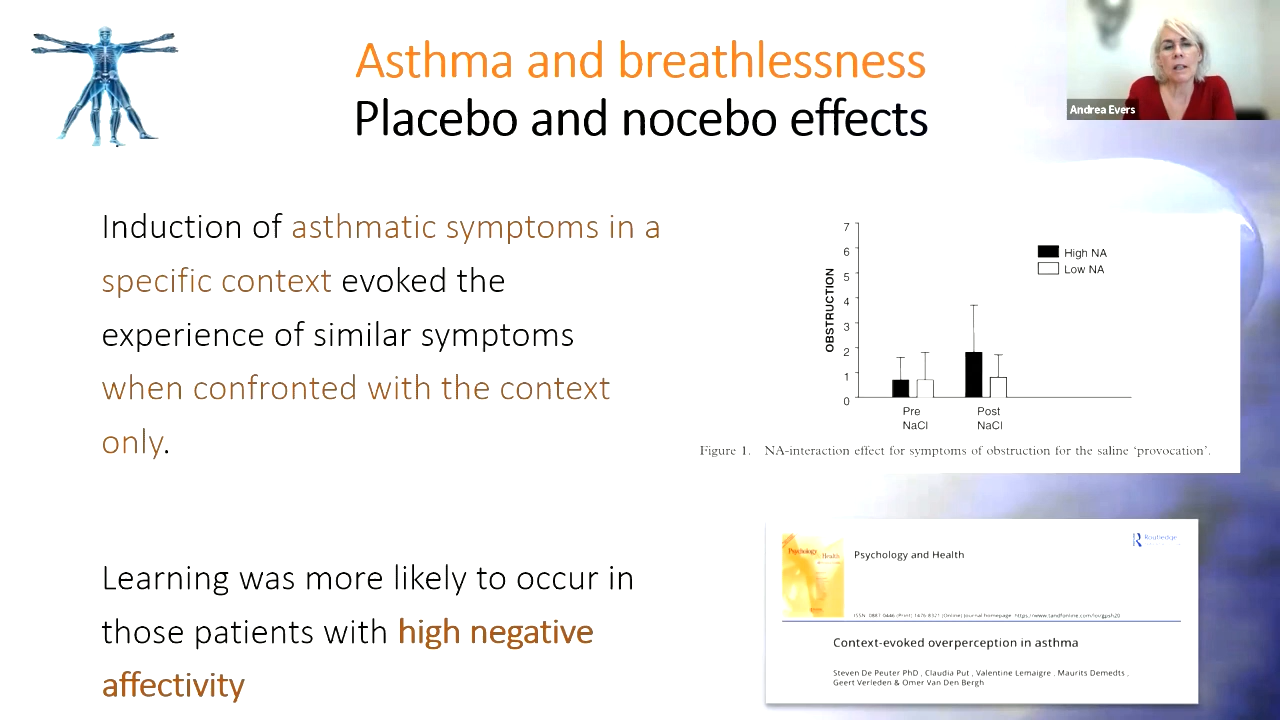 Asthma and breathlessness
Placebo and nocebo effects
Andrea Evers
Induction of asthmatic symptoms in a
specific context evoked the
experience of similar symptoms
when confronted with the context
only.
Learning was more likely to occur in
those patients with high negative
affectivity
7
6
5
4
3
2
1
0
OBSTRUCTION
High NA
Low NA
Pre
NaCl
Post
NaCl
Figure 1. NA-interaction effect for symptoms of obstruction for the saline 'provocation'.
Psychology Health
Routledge
Psychology and Health
Context-evoked overperception in asthma
Steven De Peuter PhD , Claudia Put , Valentine Lemaigre , Maurits Demedts ,
Geert Verleden & Omer Van Den Bergh